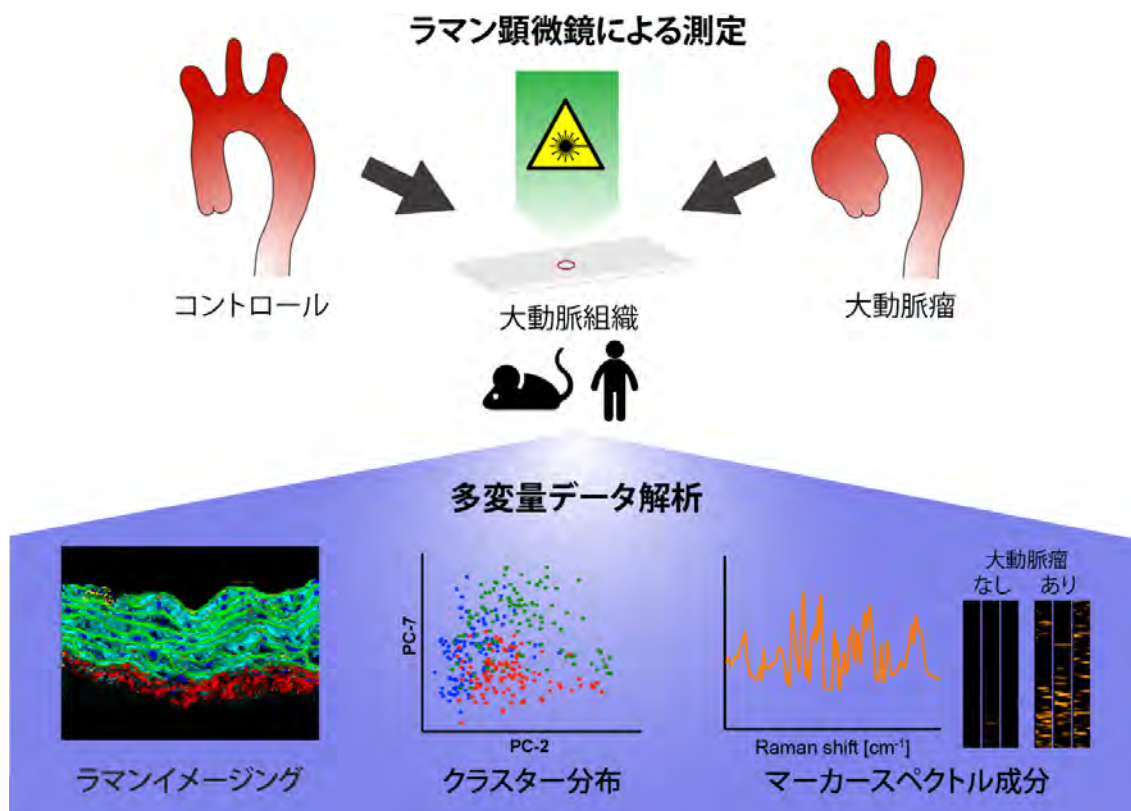 ラマン顕微鏡による測定
コントロール
大動脈組織
大動脈瘤
多変量データ解析
PC-7
PC-2
Raman shift [cm⁻¹]
大動脈瘤
なし あり
ラマンイメージング
クラスター分布
マーカースペクトル成分